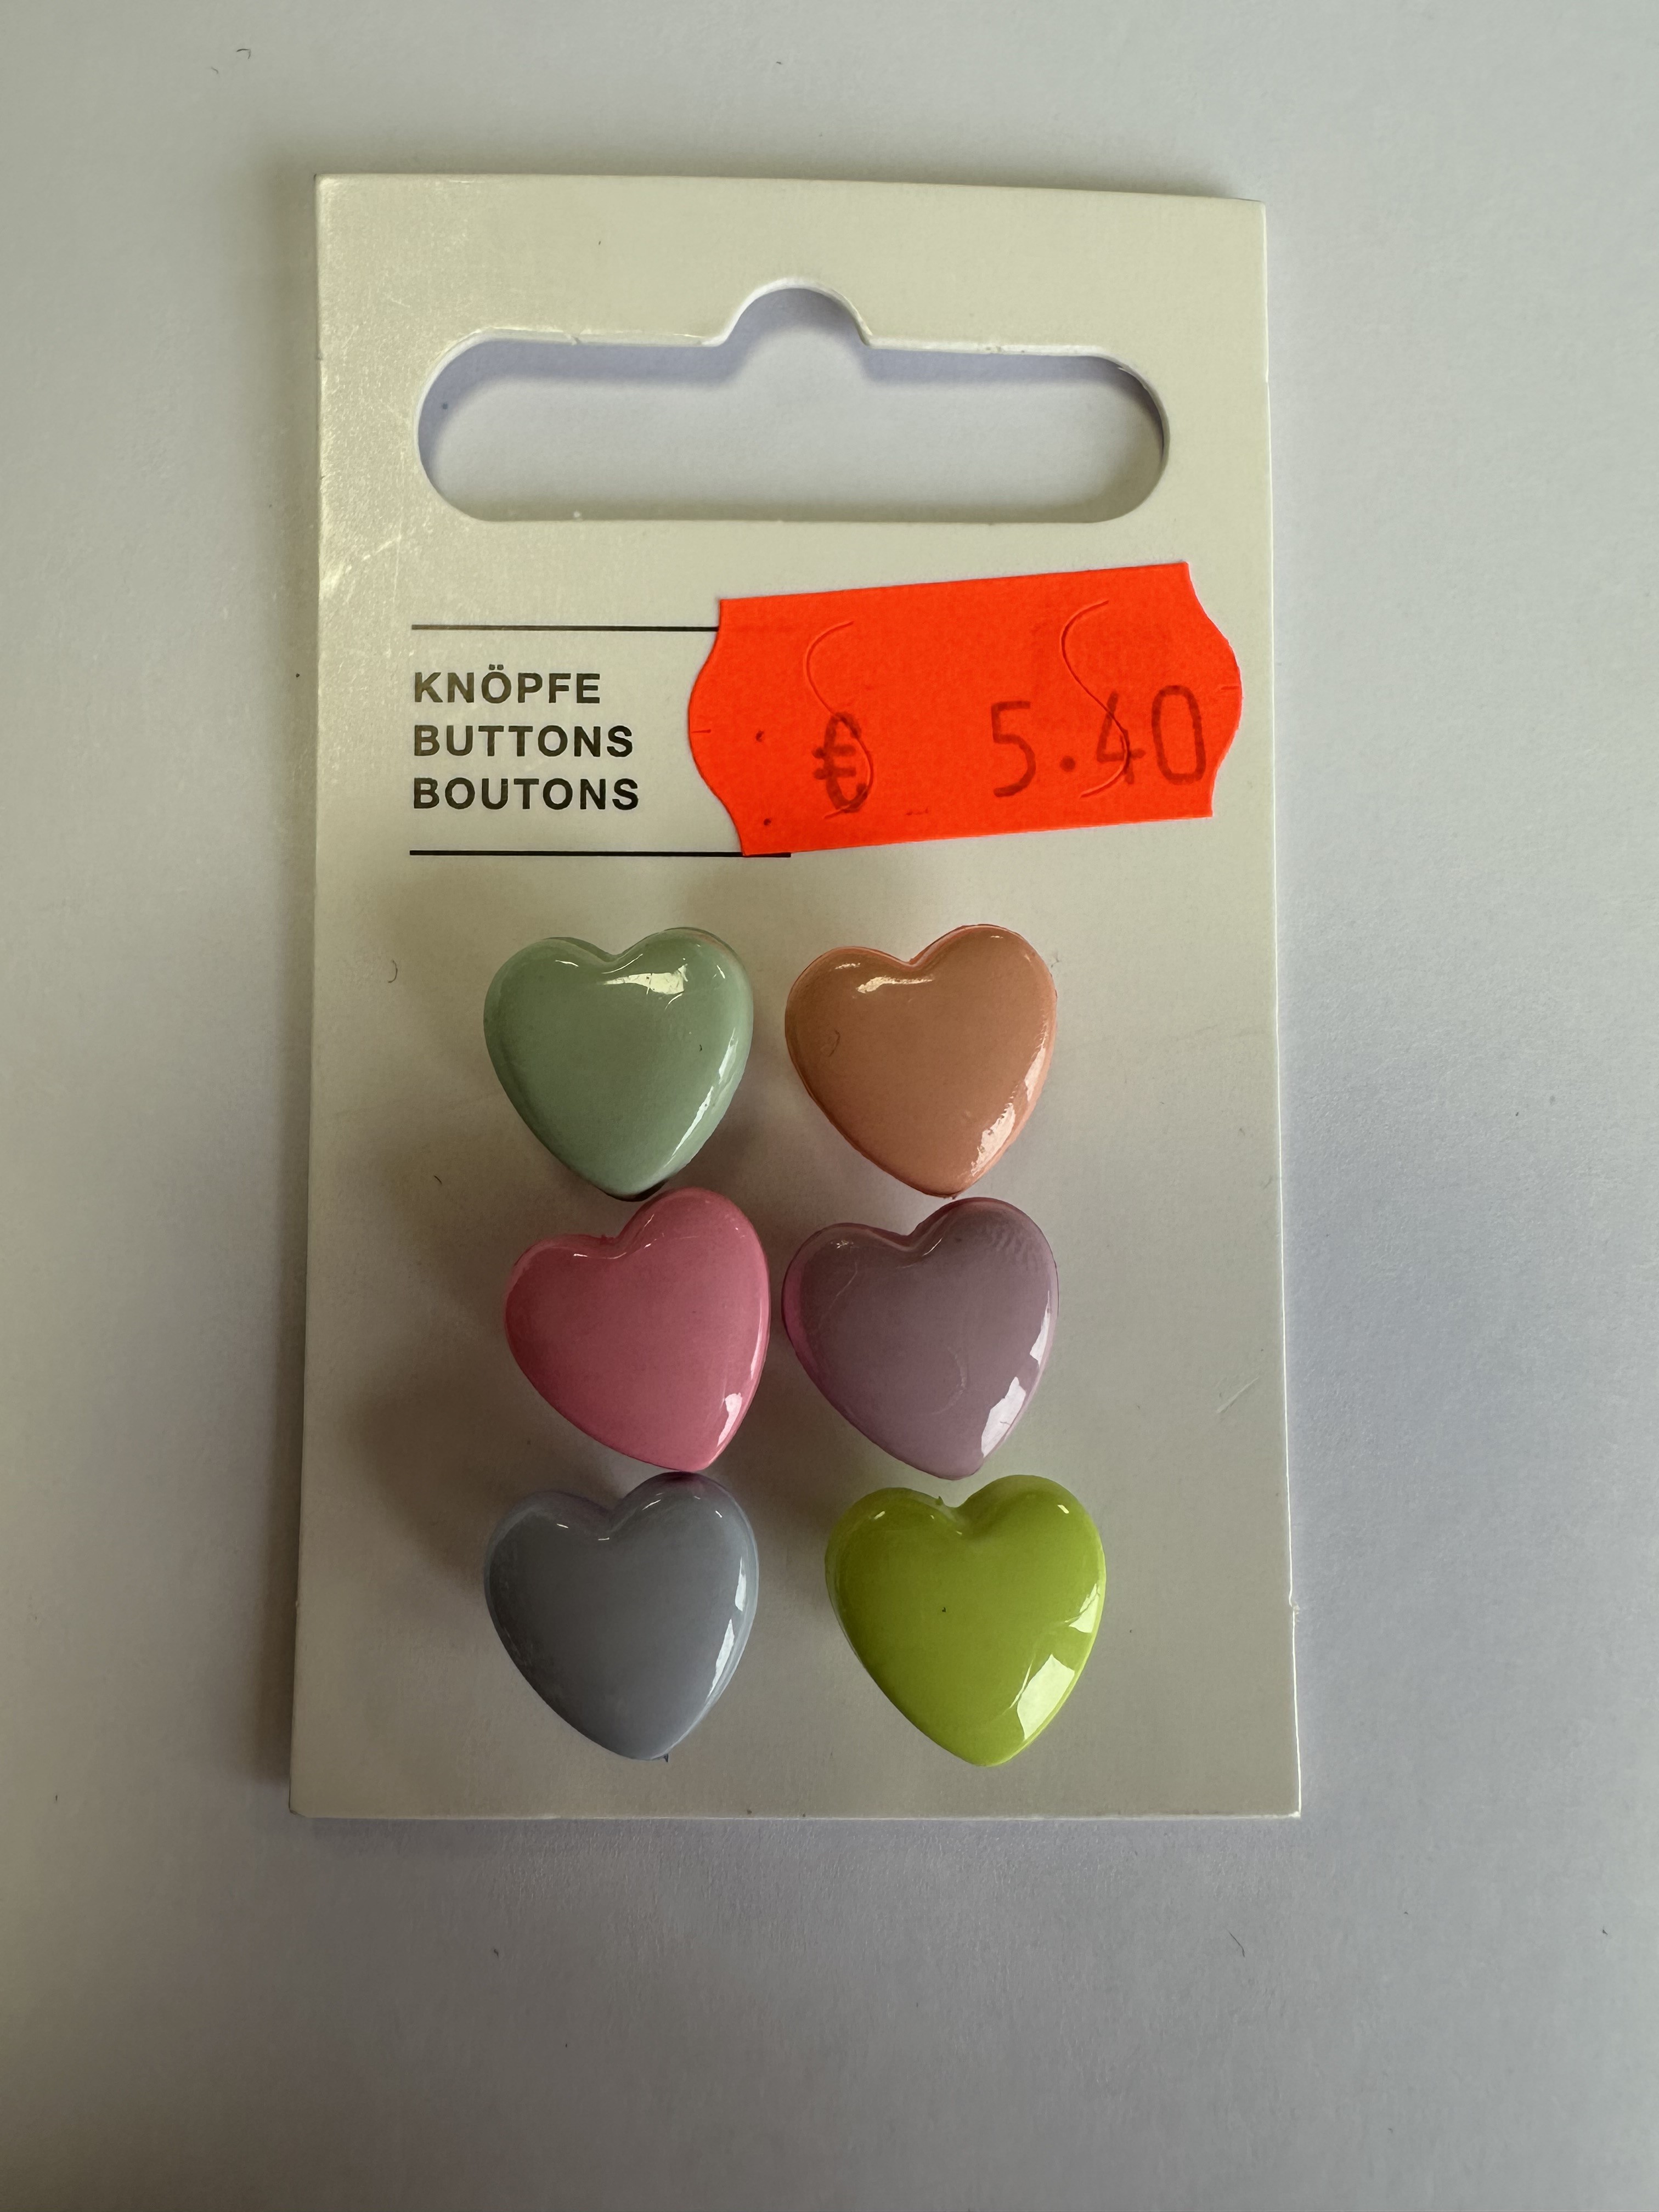 KNÖPFE
BUTTONS
BOUTONS
€ 5.40